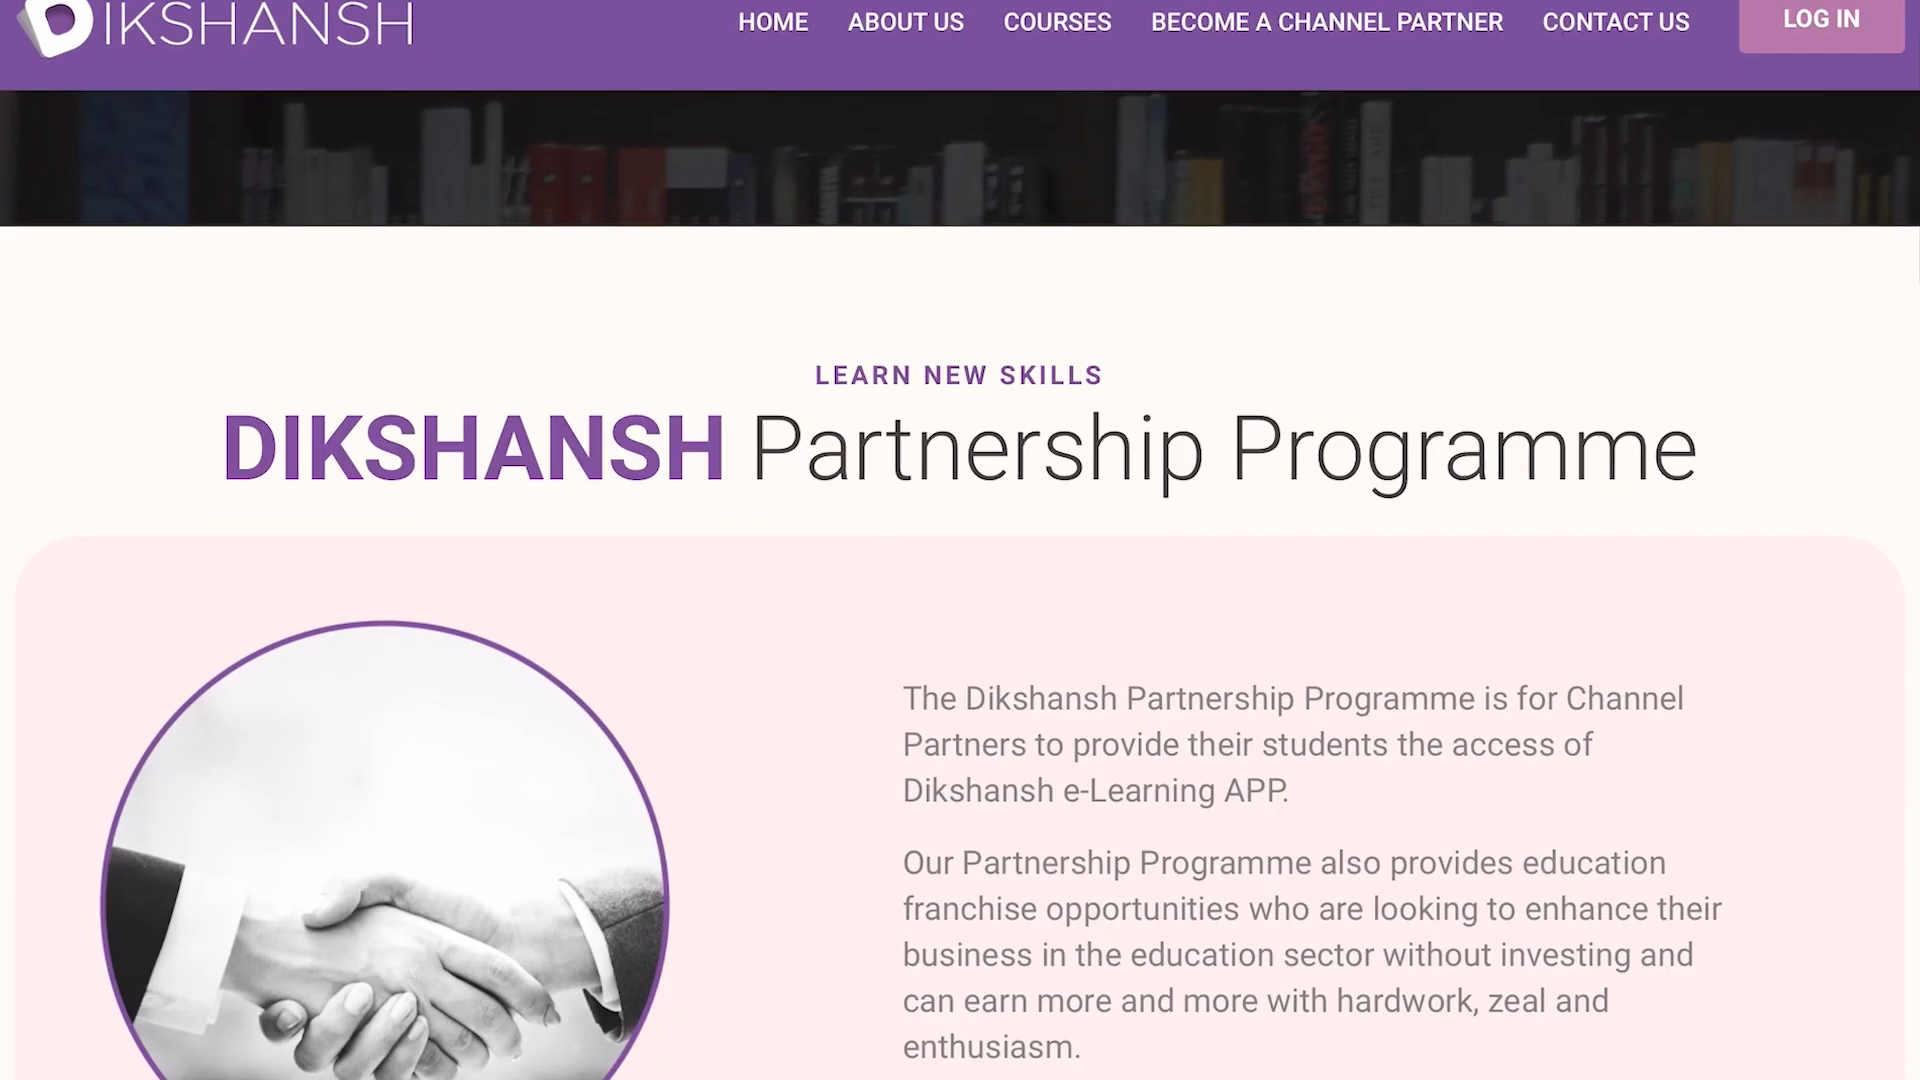 DIKSHANSH
HOME ABOUT US COURSES BECOME A CHANNEL PARTNER CONTACT US LOG IN
LEARN NEW SKILLS
DIKSHANSH Partnership Programme
The Dikshansh Partnership Programme is for Channel
Partners to provide their students the access of
Dikshansh e-Learning APP.
Our Partnership Programme also provides education
franchise opportunities who are looking to enhance their
business in the education sector without investing and
can earn more and more with hardwork, zeal and
enthusiasm.